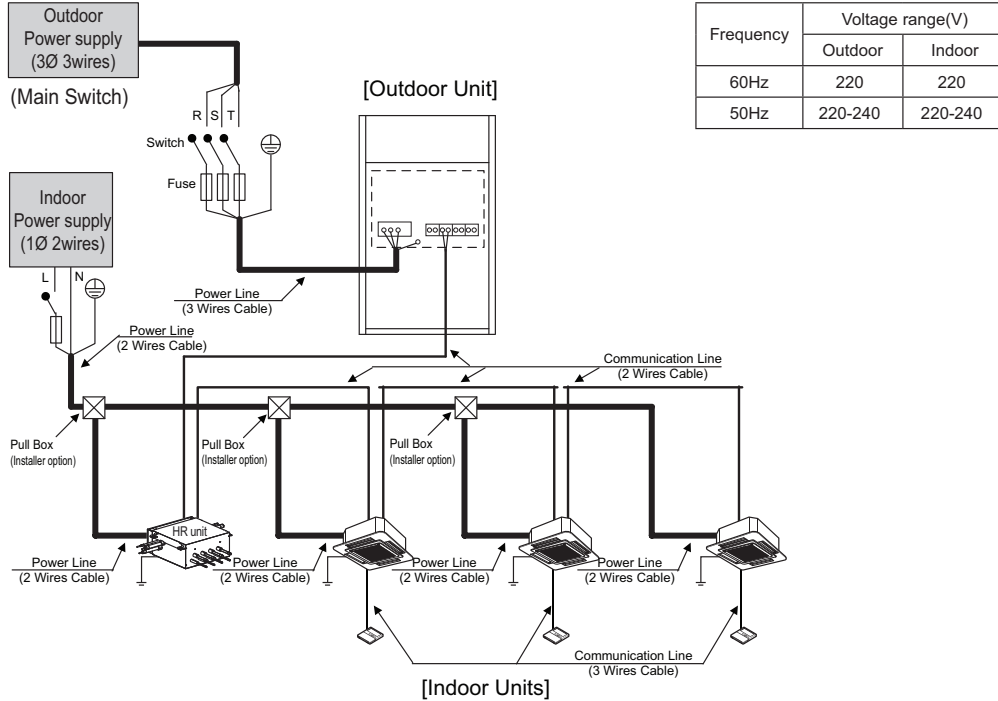 Outdoor
Power supply
(3Ø 3wires)
(Main Switch)
R S T
Switch
Fuse
[Outdoor Unit]
Frequency
Voltage range(V)
Outdoor Indoor
60Hz 220 220
50Hz 220-240 220-240
Indoor
Power supply
(1Ø 2wires)
L N
Power Line
(3 Wires Cable)
Power Line
(2 Wires Cable)
Communication Line
(2 Wires Cable)
Pull Box
(Installer option)
Pull Box
(Installer option)
Pull Box
(Installer option)
HR unit
Power Line
(2 Wires Cable)
Power Line
(2 Wires Cable)
Power Line
(2 Wires Cable)
Power Line
(2 Wires Cable)
Communication Line
(3 Wires Cable)
[Indoor Units]